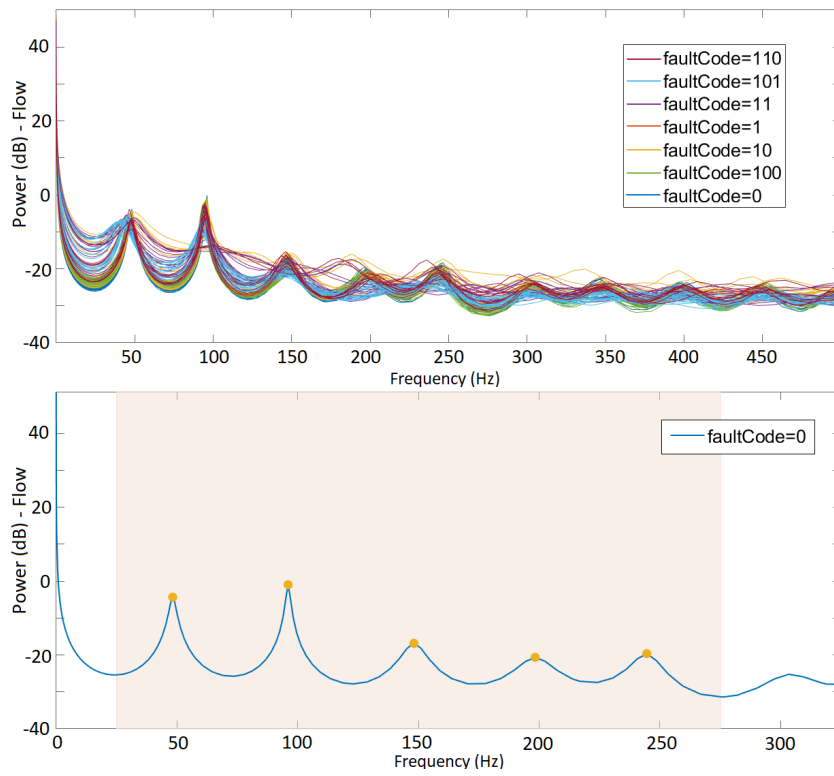 Power (dB) - Flow
40
20
0
-20
-40
faultCode=110
faultCode=101
faultCode=11
faultCode=1
faultCode=10
faultCode=100
faultCode=0
50 100 150 200 250 300 350 400 450
Frequency (Hz)
Power (dB) - Flow
40
20
0
-20
-40
faultCode=0
0 50 100 150 200 250 300
Frequency (Hz)